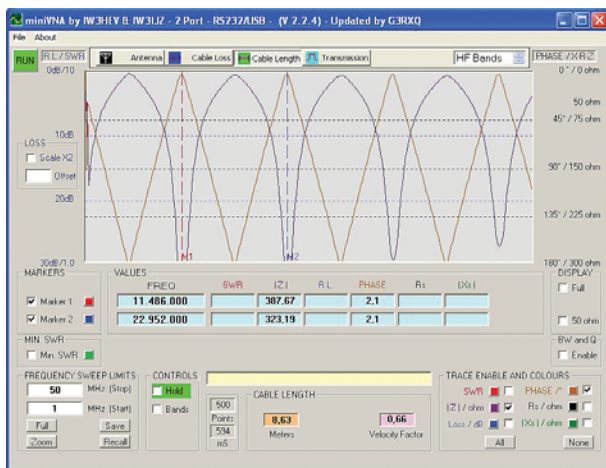 miniVNA by IW3HEV & IW3IJZ - 2 Port - RS232/USB - (V 2.2.4) - Updated by G3RXQ
File About
RUN R.L / SWR Antenna Cable Loss Cable Length Transmission HF Bands PHASE / X·R·Z
0dB/10 0° / 0 ohm
50 ohm
45° / 75 ohm
10dB
LOSS
Scale X2
Offset
90° / 150 ohm
20dB
135° / 225 ohm
30dB/1.0 M1 M2 180° / 300 ohm
MARKERS VALUES DISPLAY
FREQ SWR |Z| R.L PHASE Rs |Xs| Full
Marker 1 11.486.000 387.67 2,1
Marker 2 22.952.000 323,19 2,1 50 ohm
MIN. SWR BW and Q
Min. SWR Enable
FREQUENCY SWEEP LIMITS CONTROLS TRACE ENABLE AND COLOURS
50 MHz (Stop) Hold SWR PHASE /°
1 MHz (Start) Bands 500 Points CABLE LENGTH |Z| / ohm Rs / ohm
Full Save 594 mS 8,63 0,66 Loss / dB |Xs| / ohm
Zoom Recall Meters Velocity Factor All None